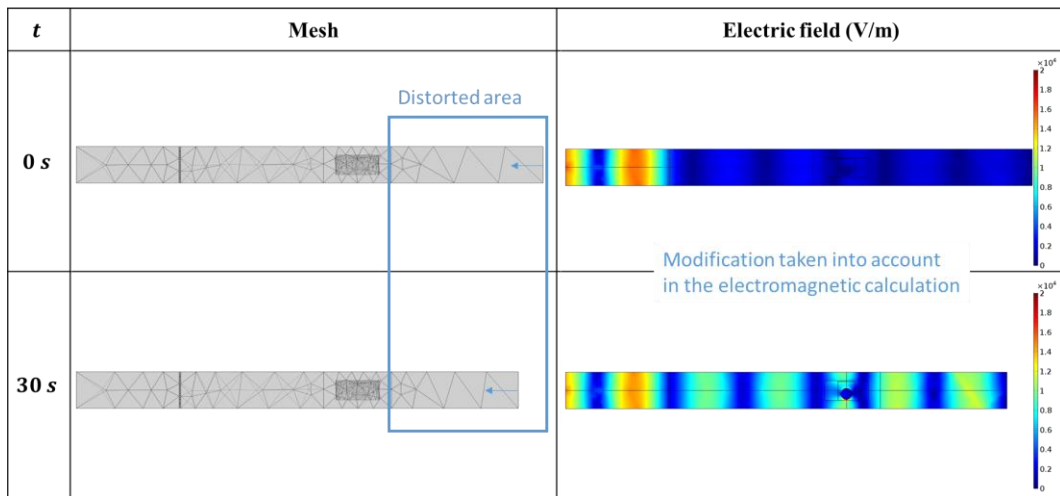 t
Mesh
Electric field (V/m)
Distorted area
0 s
×10⁴
2
1.8
1.6
1.4
1.2
1
0.8
0.6
0.4
0.2
0
Modification taken into account
in the electromagnetic calculation
30 s
2
1.8
1.6
1.4
1.2
1
0.8
0.6
0.4
0.2
0